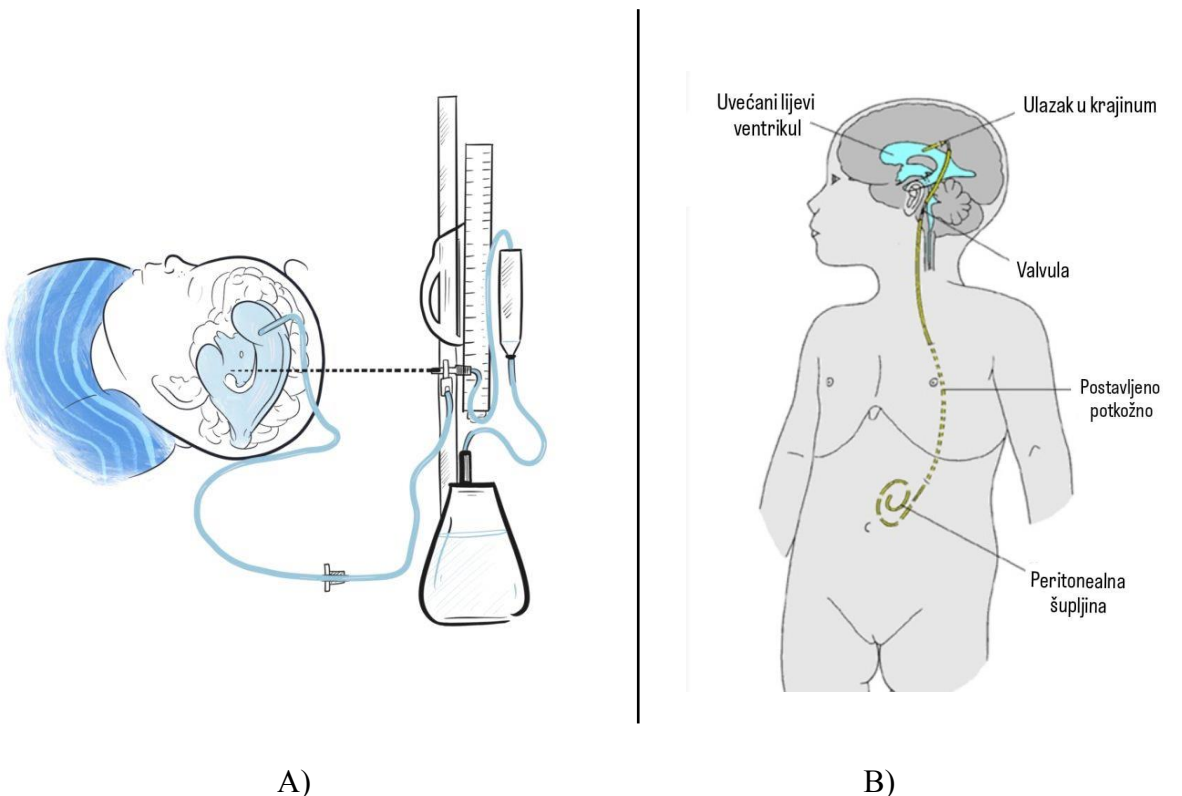 Uvećani lijevi
ventrikul
Ulazak u krajinum
Valvula
Postavljeno
potkožno
Peritonealna
šupljina
A)
B)